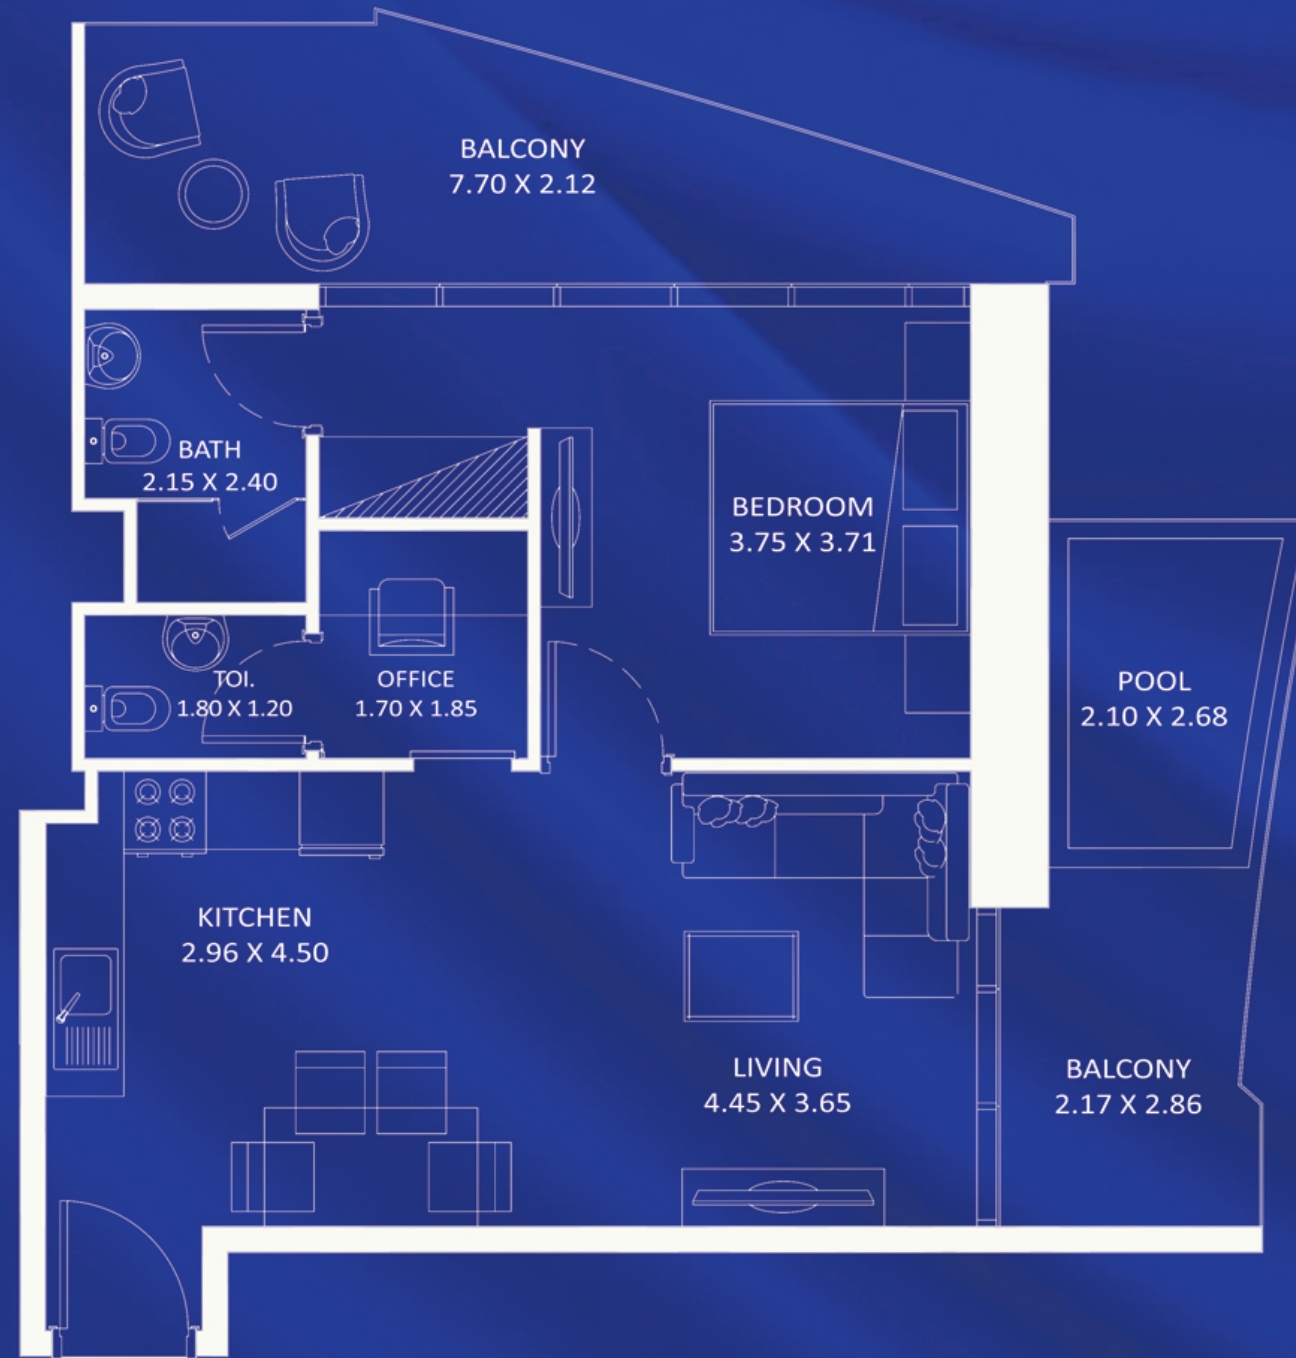 BALCONY
7.70 X 2.12
BATH
2.15 X 2.40
BEDROOM
3.75 X 3.71
TOI.
1.80 X 1.20
OFFICE
1.70 X 1.85
POOL
2.10 X 2.68
KITCHEN
2.96 X 4.50
LIVING
4.45 X 3.65
BALCONY
2.17 X 2.86